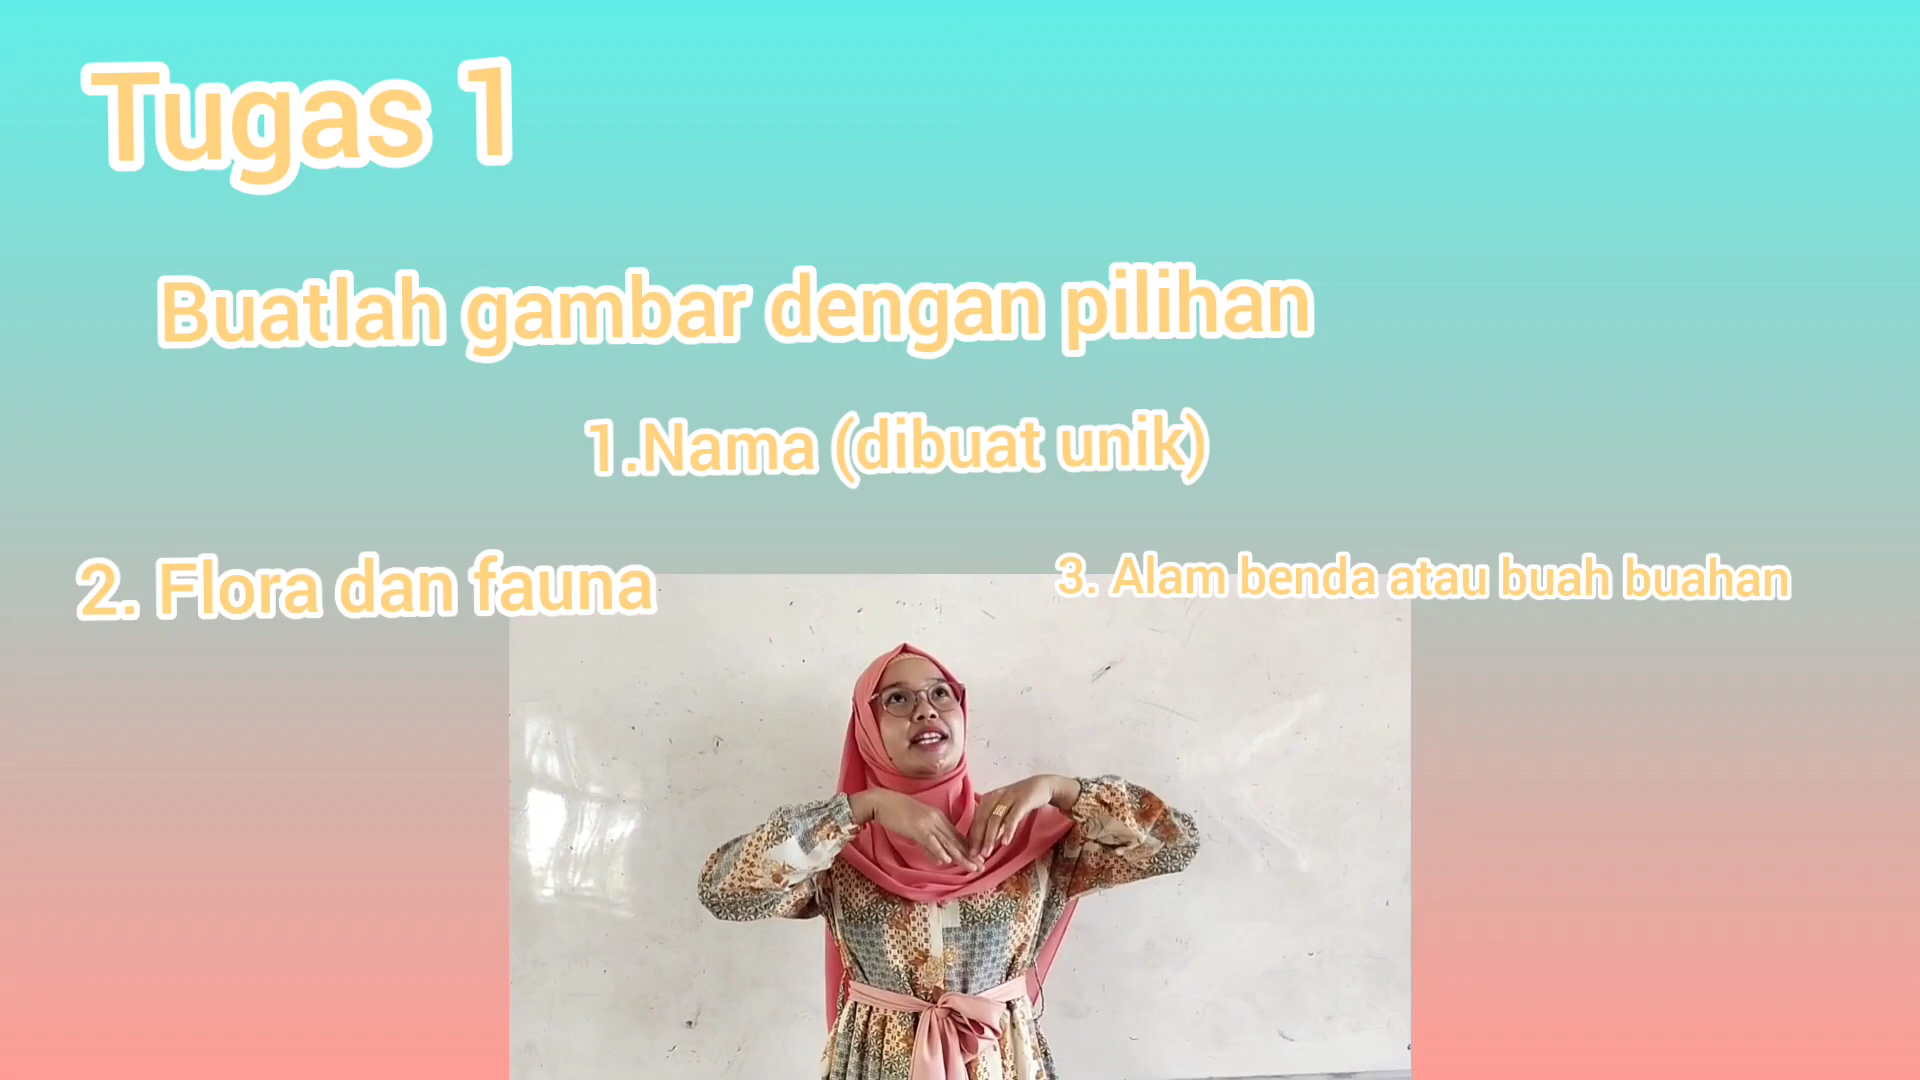 Tugas 1
Buatlah gambar dengan pilihan
1.Nama (dibuat unik)
2. Flora dan fauna
3. Alam benda atau buah buahan